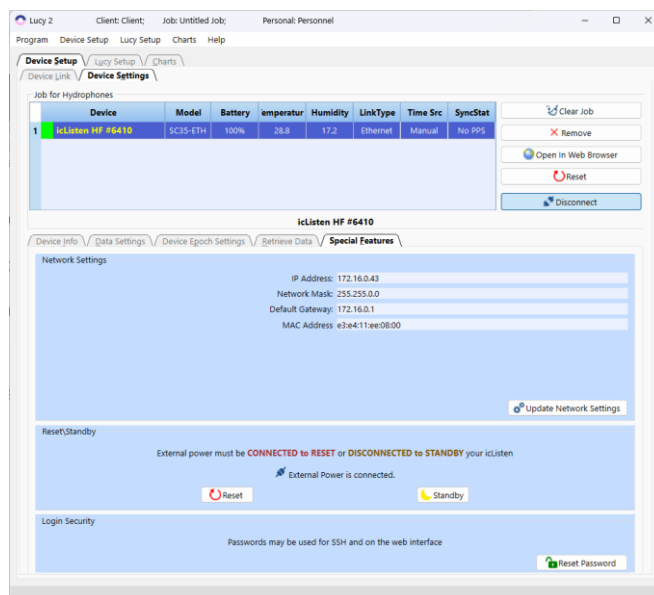 Lucy 2 Client: Client; Job: Untitled Job; Personal: Personnel
Program Device Setup Lucy Setup Charts Help
Device Setup Lucy Setup Charts
Device Link Device Settings
Job for Hydrophones
Device Model Battery emperatur Humidity LinkType Time Src SyncStat
1 icListen HF #6410 SC35-ETH 100% 28.8 17.2 Ethernet Manual No PPS
Clear Job
Remove
Open In Web Browser
Reset
Disconnect
icListen HF #6410
Device Info Data Settings Device Epoch Settings Retrieve Data Special Features
Network Settings
IP Address: 172.16.0.43
Network Mask: 255.255.0.0
Default Gateway: 172.16.0.1
MAC Address e3:e4:11:ee:08:00
Update Network Settings
Reset\Standby
External power must be CONNECTED to RESET or DISCONNECTED to STANDBY your icListen
External Power is connected.
Reset Standby
Login Security
Passwords may be used for SSH and on the web interface
Reset Password